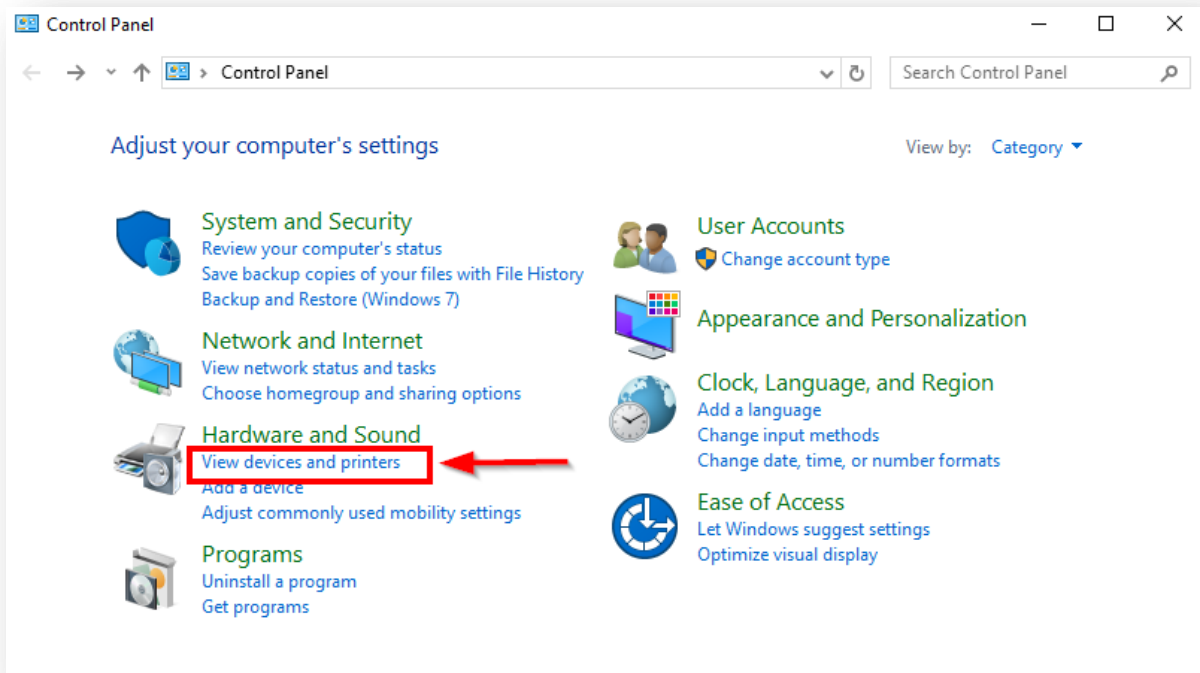 Control Panel
Control Panel
Search Control Panel
Adjust your computer's settings
View by: Category
System and Security
Review your computer's status
Save backup copies of your files with File History
Backup and Restore (Windows 7)
Network and Internet
View network status and tasks
Choose homegroup and sharing options
Hardware and Sound
View devices and printers
Add a device
Adjust commonly used mobility settings
Programs
Uninstall a program
Get programs
User Accounts
Change account type
Appearance and Personalization
Clock, Language, and Region
Add a language
Change input methods
Change date, time, or number formats
Ease of Access
Let Windows suggest settings
Optimize visual display